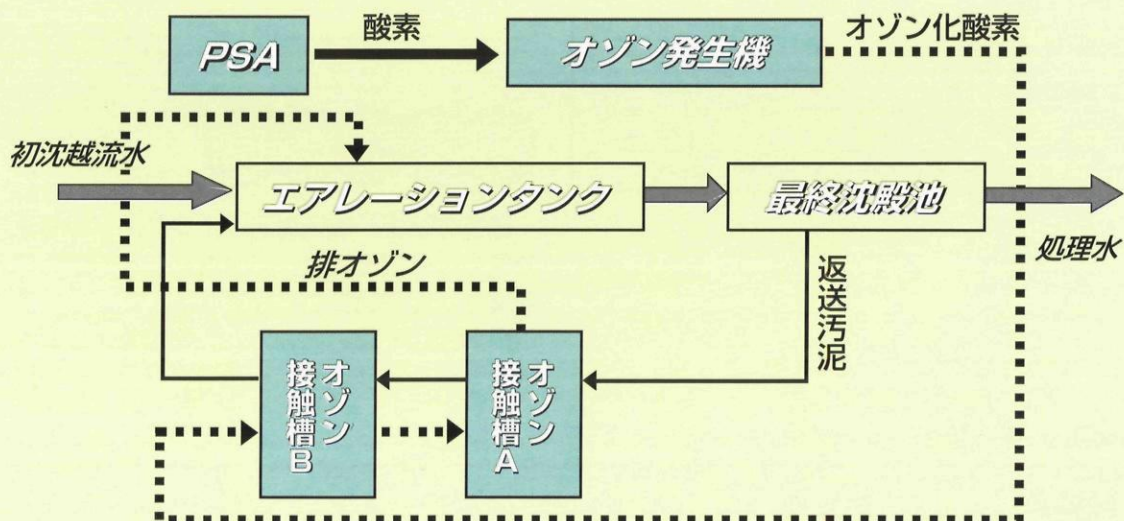 PSA
酸素
オゾン発生機
オゾン化酸素
初沈越流水
エアレーションタンク
最終沈殿池
処理水
排オゾン
返送汚泥
オゾン
接触槽B
オゾン
接触槽A